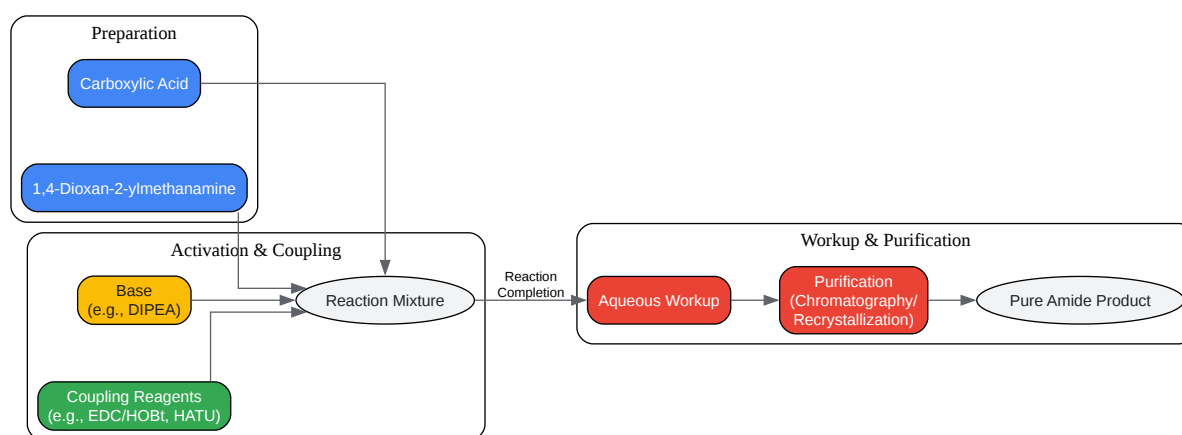 Preparation
Carboxylic Acid
1,4-Dioxan-2-ylmethanamine
Activation & Coupling
Base
(e.g., DIPEA)
Reaction Mixture
Coupling Reagents
(e.g., EDC/HOBt, HATU)
Reaction
Completion
Workup & Purification
Aqueous Workup
Purification
(Chromatography/
Recrystallization)
Pure Amide Product